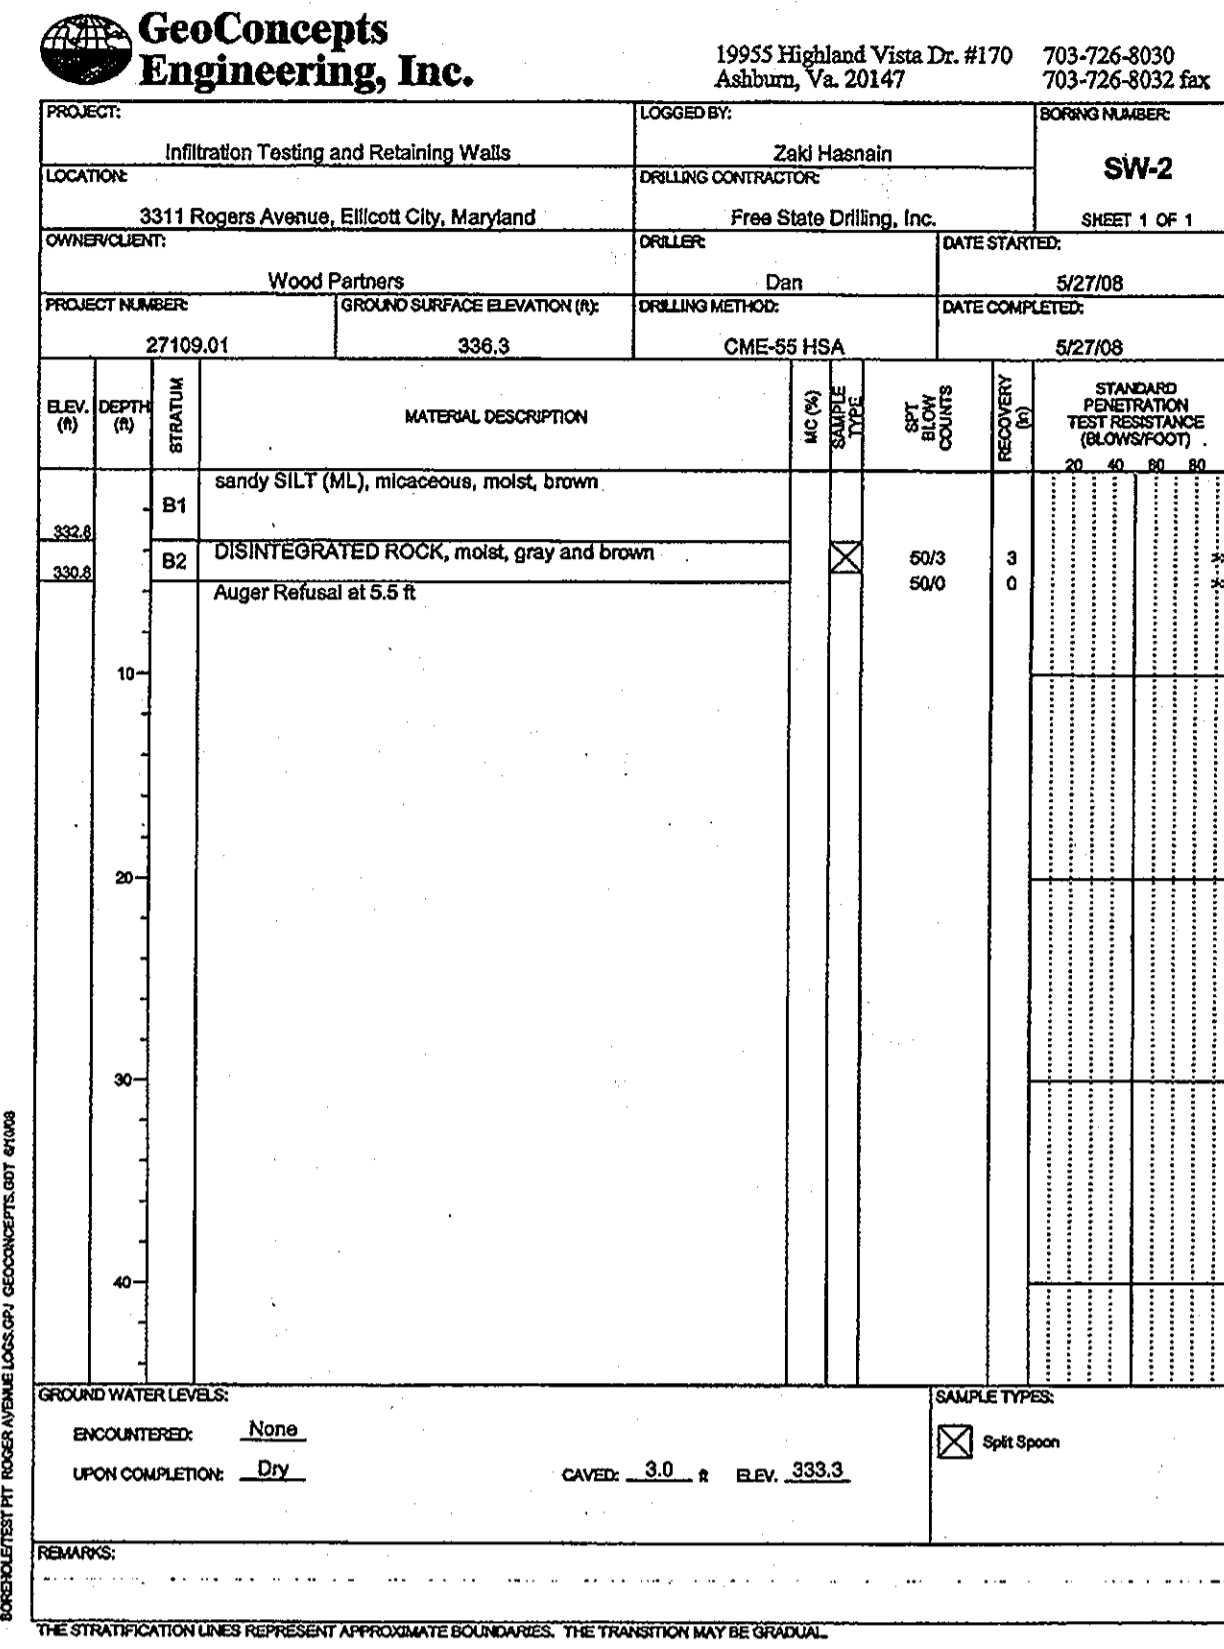 GeoConcepts
Engineering, Inc.
19955 Highland Vista Dr. #170 703-726-8030
Ashburn, Va. 20147 703-726-8032 fax
PROJECT:
Infiltration Testing and Retaining Walls
LOGGED BY:
Zaki Hasnain
BORING NUMBER:
SW-2
SHEET 1 OF 1
LOCATION:
3311 Rogers Avenue, Ellicott City, Maryland
DRILLING CONTRACTOR:
Free State Drilling, Inc.
OWNER/CLIENT:
Wood Partners
DRILLER:
Dan
DATE STARTED:
5/27/08
PROJECT NUMBER:
27109.01
GROUND SURFACE ELEVATION (ft):
336.3
DRILLING METHOD:
CME-55 HSA
DATE COMPLETED:
5/27/08
ELEV.
(ft)
DEPTH
(ft)
STRATUM
MATERIAL DESCRIPTION
MC (%)
SAMPLE
TYPE
SPT
BLOW
COUNTS
RECOVERY
(in)
STANDARD
PENETRATION
TEST RESISTANCE
(BLOWS/FOOT)
20 40 60 80
B1 sandy SILT (ML), micaceous, moist, brown
332.8
B2 DISINTEGRATED ROCK, moist, gray and brown 50/3 3
330.8
50/0 0
Auger Refusal at 5.5 ft
10
20
30
40
GROUND WATER LEVELS:
ENCOUNTERED: None
UPON COMPLETION: Dry CAVED: 3.0 ft ELEV. 333.3
SAMPLE TYPES:
Split Spoon
REMARKS:
THE STRATIFICATION LINES REPRESENT APPROXIMATE BOUNDARIES. THE TRANSITION MAY BE GRADUAL.
BOREHOLE/TEST PIT ROGER AVENUE LOGS.GPJ GEOCONCEPTS.GDT 6/10/08